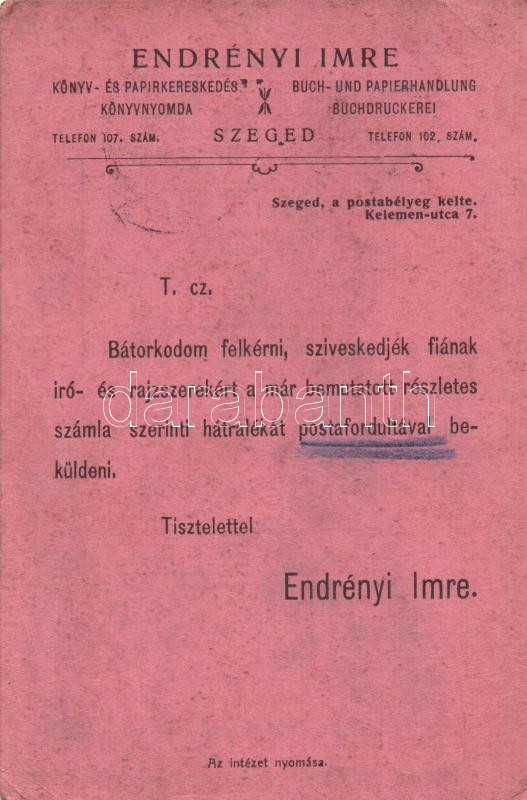 ENDRÉNYI IMRE
KÖNYV- ÉS PAPIRKERESKEDÉS BUCH- UND PAPIERHANDLUNG
KÖNYVNYOMDA BUCHDRUCKEREI
TELEFON 107. SZÁM. SZEGED TELEFON 102. SZÁM.
Szeged, a postabélyeg kelte.
Kelemen-utca 7.
T. cz.
Bátorkodom felkérni, sziveskedjék fiának
iró- és rajzszerekért a már bemutatott részletes
számla szerinti hátralékát postafordultával be-
küldeni.
Tisztelettel
Endrényi Imre.
Az intézet nyomása.
darabanth